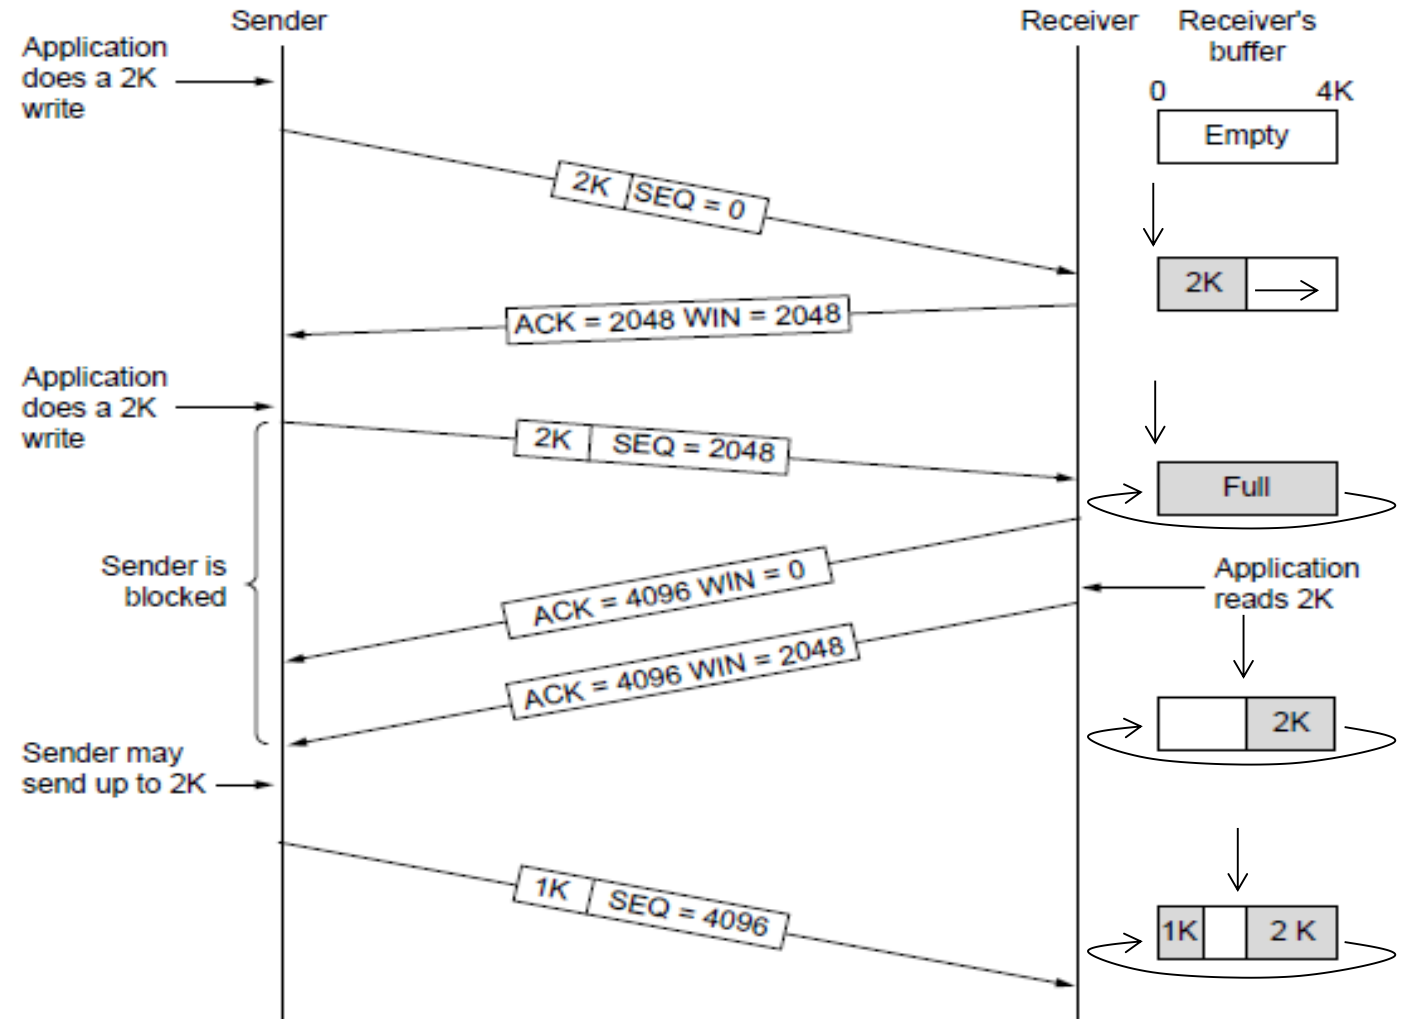 Sender
Receiver
Receiver's
buffer
Application
does a 2K
write
0
4K
Empty
2K
SEQ = 0
2K
ACK = 2048 WIN = 2048
Application
does a 2K
write
2K
SEQ = 2048
Full
Sender is
blocked
ACK = 4096 WIN = 0
Application
reads 2K
ACK = 4096 WIN = 2048
2K
Sender may
send up to 2K
1K
SEQ = 4096
1K
2 K